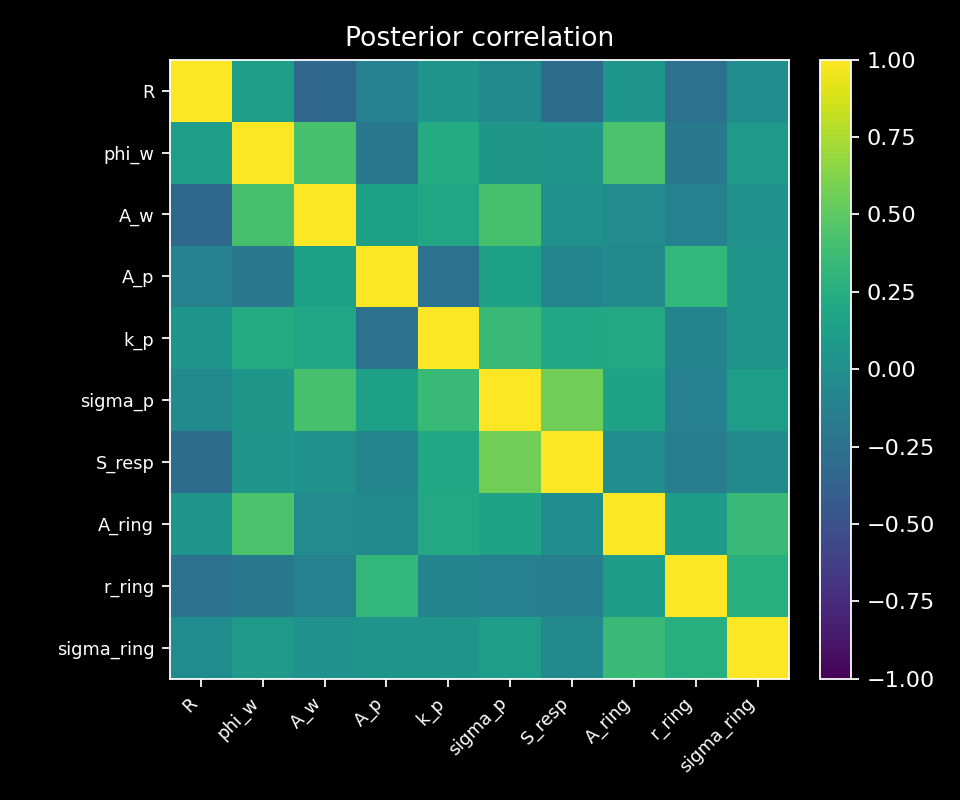 Posterior correlation
R
phi_w
A_w
A_p
k_p
sigma_p
S_resp
A_ring
r_ring
sigma_ring
R
phi_w
A_w
A_p
k_p
sigma_p
S_resp
A_ring
r_ring
sigma_ring
1.00
0.75
0.50
0.25
0.00
−0.25
−0.50
−0.75
−1.00